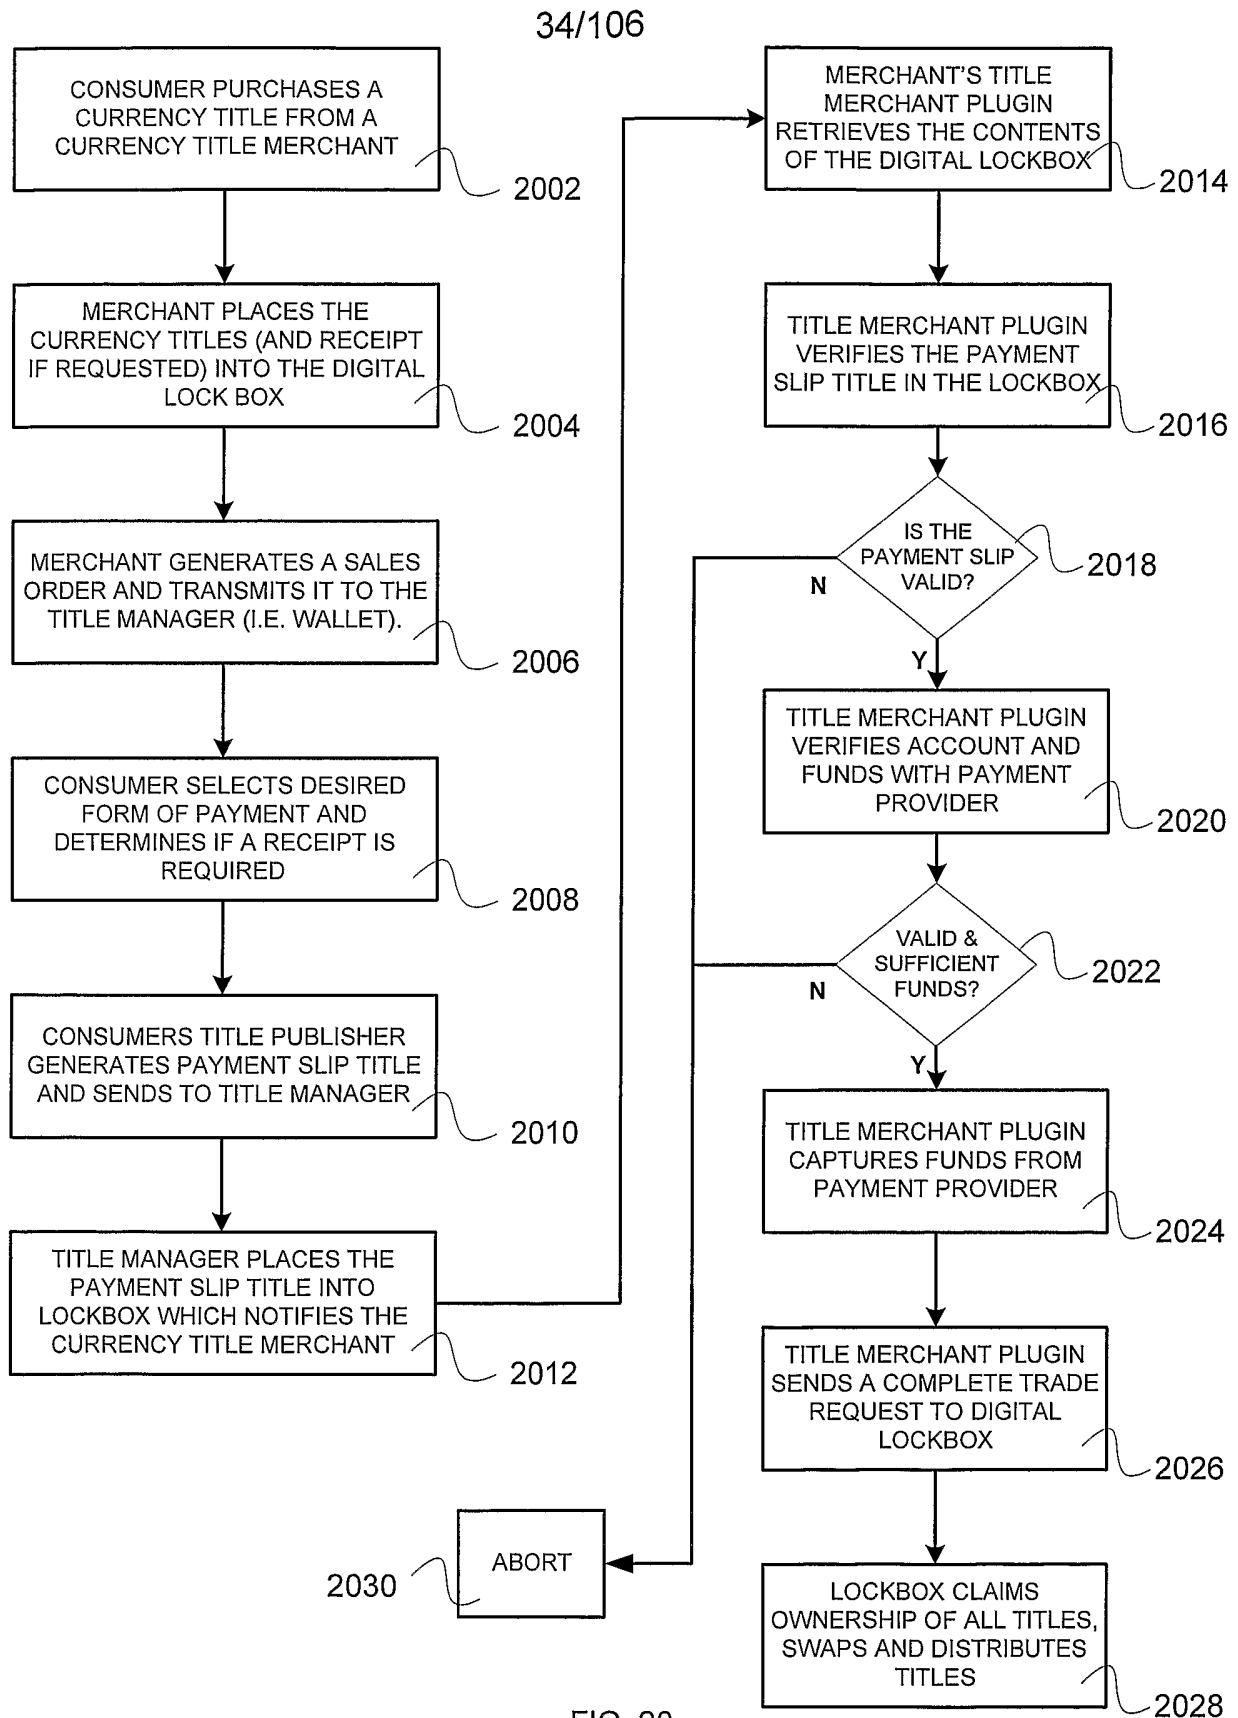 34/106
CONSUMER PURCHASES A
CURRENCY TITLE FROM A
CURRENCY TITLE MERCHANT
2002
MERCHANT PLACES THE
CURRENCY TITLES (AND RECEIPT
IF REQUESTED) INTO THE DIGITAL
LOCK BOX
2004
MERCHANT GENERATES A SALES
ORDER AND TRANSMITS IT TO THE
TITLE MANAGER (I.E. WALLET).
2006
CONSUMER SELECTS DESIRED
FORM OF PAYMENT AND
DETERMINES IF A RECEIPT IS
REQUIRED
2008
CONSUMERS TITLE PUBLISHER
GENERATES PAYMENT SLIP TITLE
AND SENDS TO TITLE MANAGER
2010
TITLE MANAGER PLACES THE
PAYMENT SLIP TITLE INTO
LOCKBOX WHICH NOTIFIES THE
CURRENCY TITLE MERCHANT
2012
MERCHANT'S TITLE
MERCHANT PLUGIN
RETRIEVES THE CONTENTS
OF THE DIGITAL LOCKBOX
2014
TITLE MERCHANT PLUGIN
VERIFIES THE PAYMENT
SLIP TITLE IN THE LOCKBOX
2016
IS THE
PAYMENT SLIP
VALID?
2018
N
Y
TITLE MERCHANT PLUGIN
VERIFIES ACCOUNT AND
FUNDS WITH PAYMENT
PROVIDER
2020
VALID &
SUFFICIENT
FUNDS?
2022
N
Y
TITLE MERCHANT PLUGIN
CAPTURES FUNDS FROM
PAYMENT PROVIDER
2024
TITLE MERCHANT PLUGIN
SENDS A COMPLETE TRADE
REQUEST TO DIGITAL
LOCKBOX
2026
LOCKBOX CLAIMS
OWNERSHIP OF ALL TITLES,
SWAPS AND DISTRIBUTES
TITLES
2028
ABORT
2030